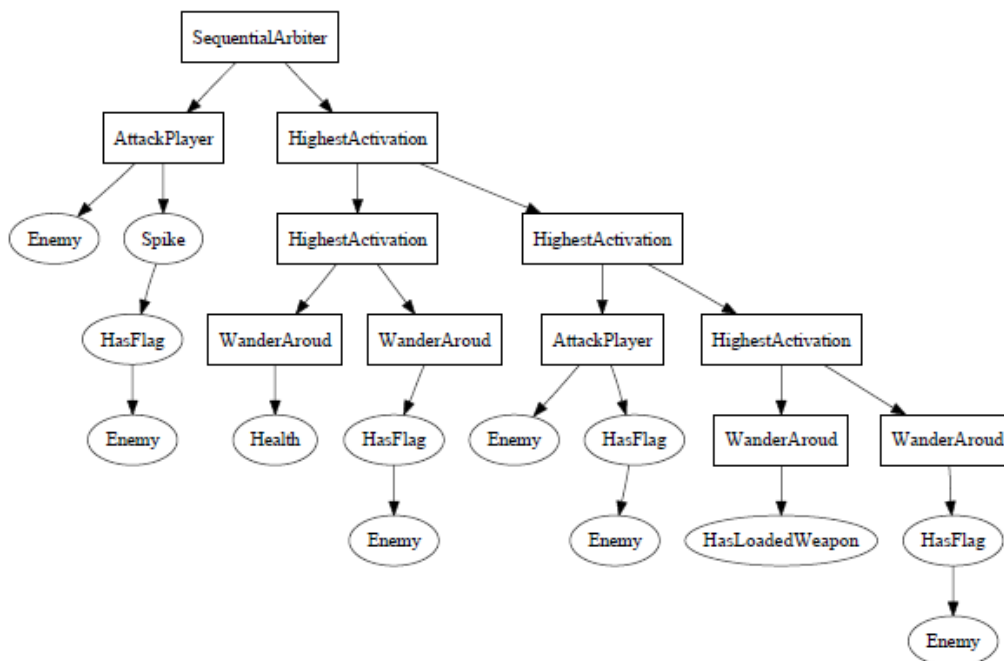 SequentialArbiter
AttackPlayer
HighestActivation
Enemy
Spike
HighestActivation
HighestActivation
HasFlag
WanderAroud
WanderAroud
AttackPlayer
HighestActivation
Enemy
Health
HasFlag
Enemy
HasFlag
WanderAroud
WanderAroud
Enemy
Enemy
HasLoadedWeapon
HasFlag
Enemy